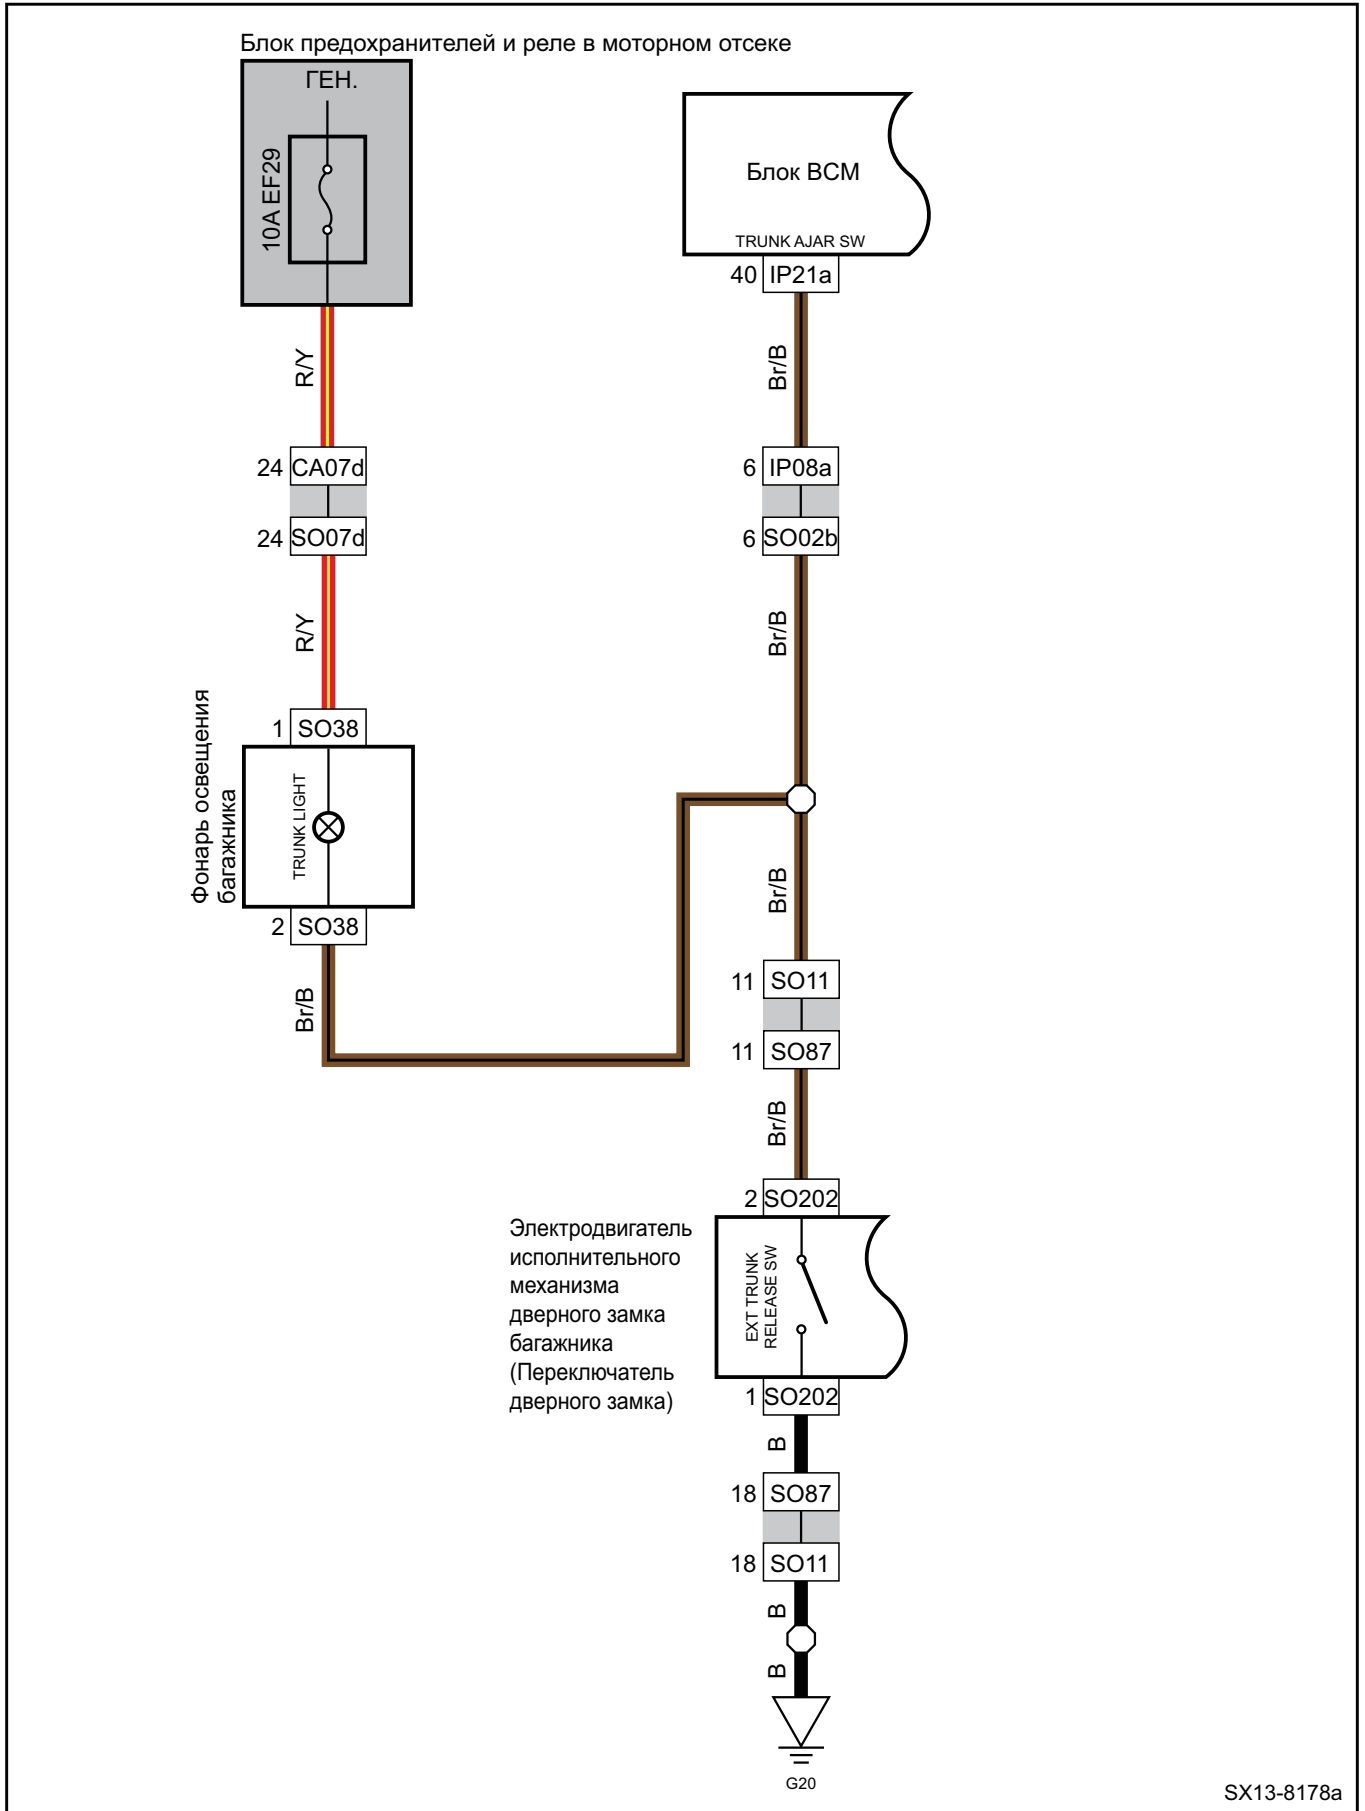 Блок предохранителей и реле в моторном отсеке
ГЕН.
10A EF29
R/Y
24 CA07d
24 SO07d
R/Y
1 SO38
Фонарь освещения
багажника
TRUNK LIGHT
2 SO38
Br/B
Блок BCM
TRUNK AJAR SW
40 IP21a
Br/B
6 IP08a
6 SO02b
Br/B
Br/B
11 SO11
11 SO87
Br/B
2 SO202
Электродвигатель
исполнительного
механизма
дверного замка
багажника
(Переключатель
дверного замка)
EXT TRUNK
RELEASE SW
1 SO202
B
18 SO87
18 SO11
B
B
G20
SX13-8178a